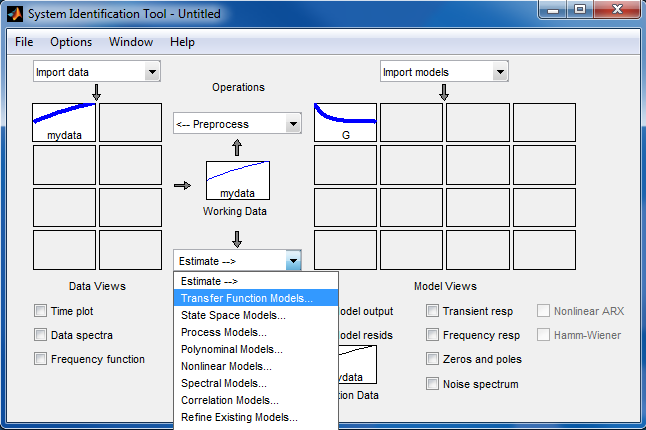 System Identification Tool - Untitled
File Options Window Help
Import data
Import models
Operations
mydata
<-- Preprocess
G
mydata
Working Data
Estimate -->
Data Views
Model Views
Estimate -->
Transfer Function Models...
State Space Models...
Process Models...
Polynominal Models...
Nonlinear Models...
Spectral Models...
Correlation Models...
Refine Existing Models...
Time plot
Data spectra
Frequency function
odel output
odel resids
ydata
ion Data
Transient resp
Frequency resp
Zeros and poles
Noise spectrum
Nonlinear ARX
Hamm-Wiener